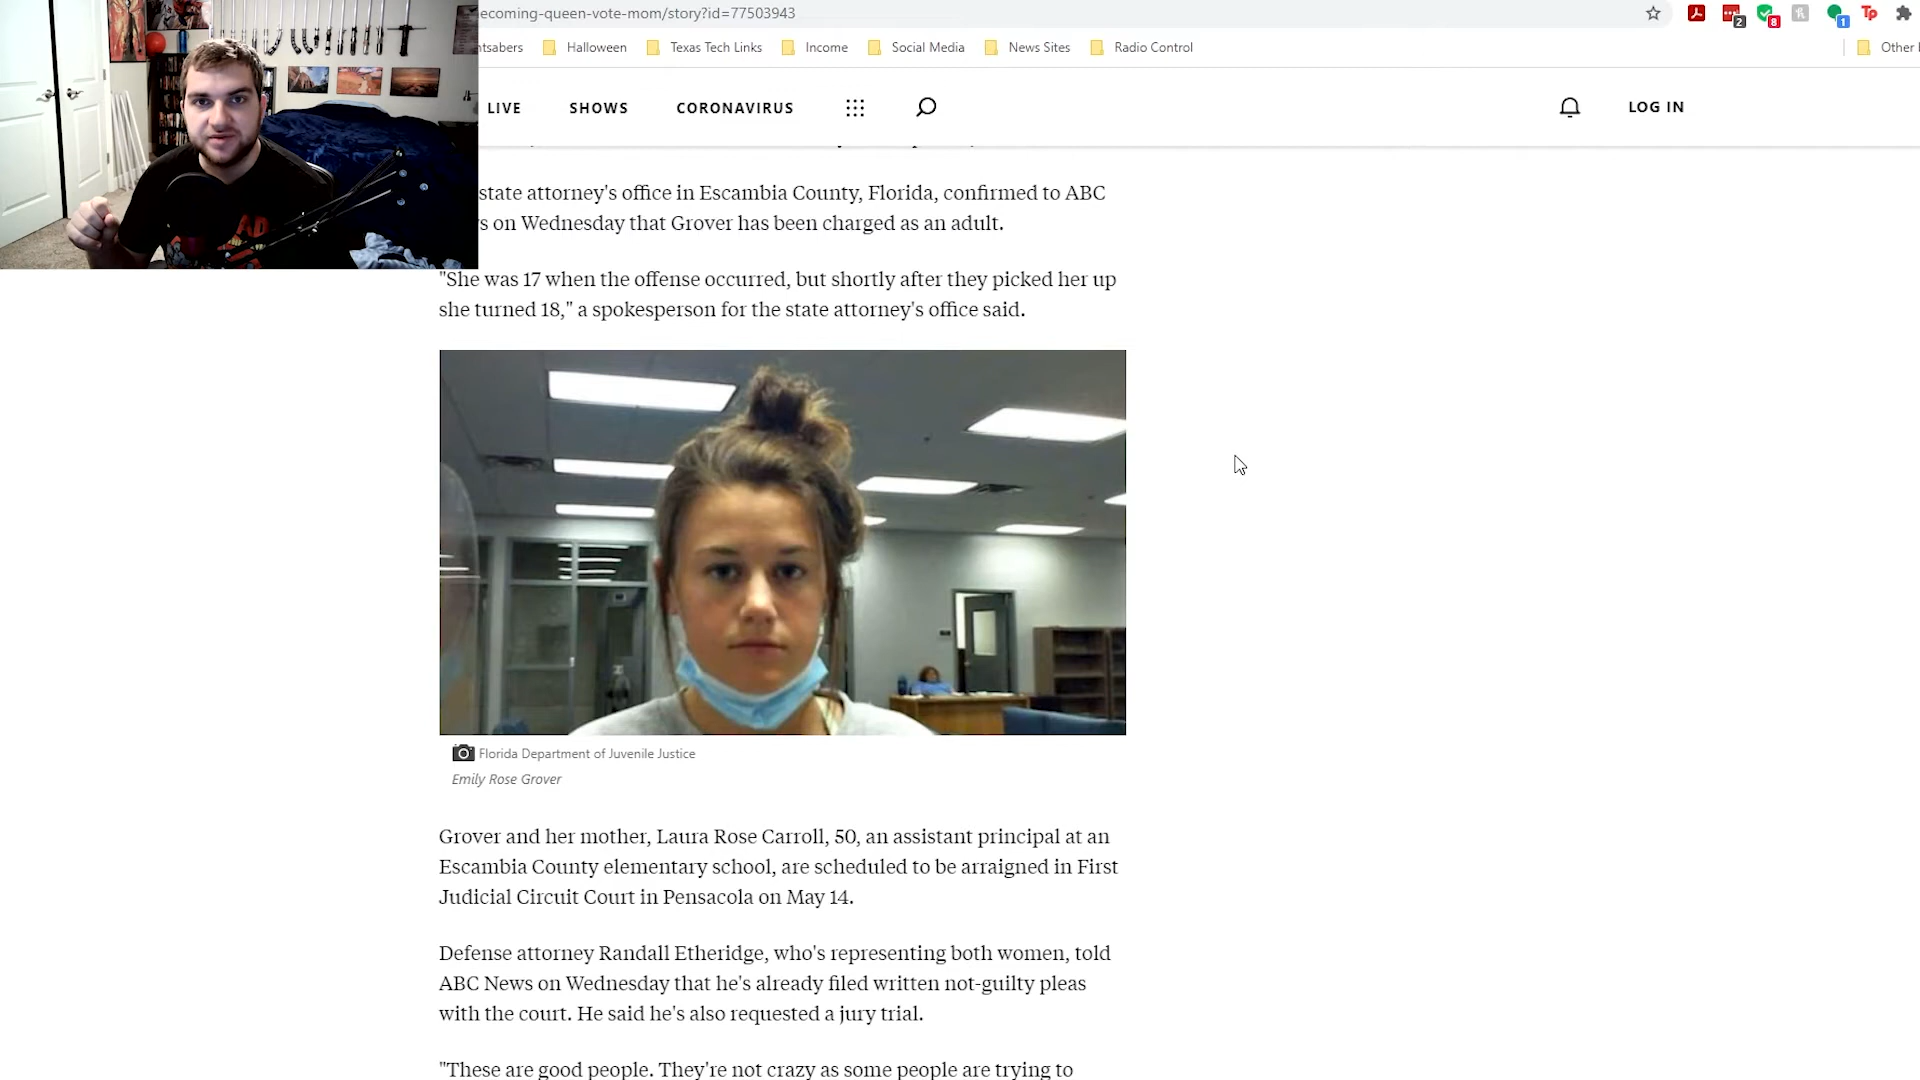 ecoming-queen-vote-mom/story?id=77503943
2
8
1
Tp
ntsabers
Halloween
Texas Tech Links
Income
Social Media
News Sites
Radio Control
Other
LIVE
SHOWS
CORONAVIRUS
LOG IN
state attorney's office in Escambia County, Florida, confirmed to ABC
s on Wednesday that Grover has been charged as an adult.
"She was 17 when the offense occurred, but shortly after they picked her up
she turned 18," a spokesperson for the state attorney's office said.
Florida Department of Juvenile Justice
Emily Rose Grover
Grover and her mother, Laura Rose Carroll, 50, an assistant principal at an
Escambia County elementary school, are scheduled to be arraigned in First
Judicial Circuit Court in Pensacola on May 14.
Defense attorney Randall Etheridge, who's representing both women, told
ABC News on Wednesday that he's already filed written not-guilty pleas
with the court. He said he's also requested a jury trial.
"These are good people. They're not crazy as some people are trying to